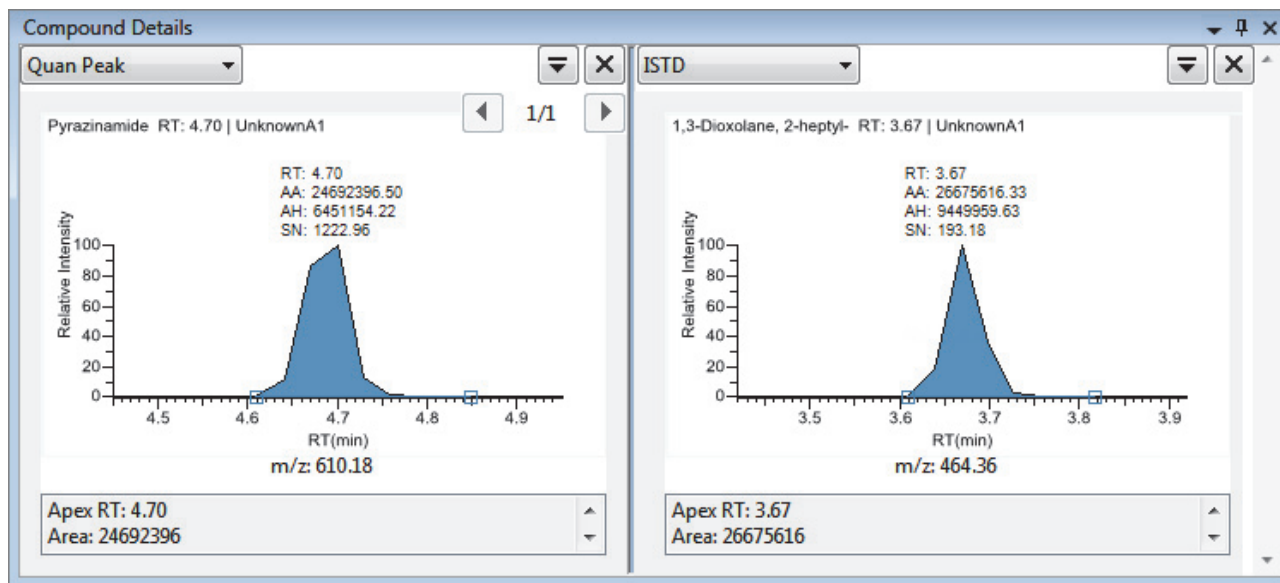 Compound Details
Quan Peak
1/1
Pyrazinamide RT: 4.70 | UnknownA1
RT: 4.70
AA: 24692396.50
AH: 6451154.22
SN: 1222.96
Relative Intensity
100
80
60
40
20
0
4.5 4.6 4.7 4.8 4.9
RT(min)
m/z: 610.18
Apex RT: 4.70
Area: 24692396
ISTD
1,3-Dioxolane, 2-heptyl- RT: 3.67 | UnknownA1
RT: 3.67
AA: 26675616.33
AH: 9449959.63
SN: 193.18
Relative Intensity
100
80
60
40
20
0
3.5 3.6 3.7 3.8 3.9
RT(min)
m/z: 464.36
Apex RT: 3.67
Area: 26675616